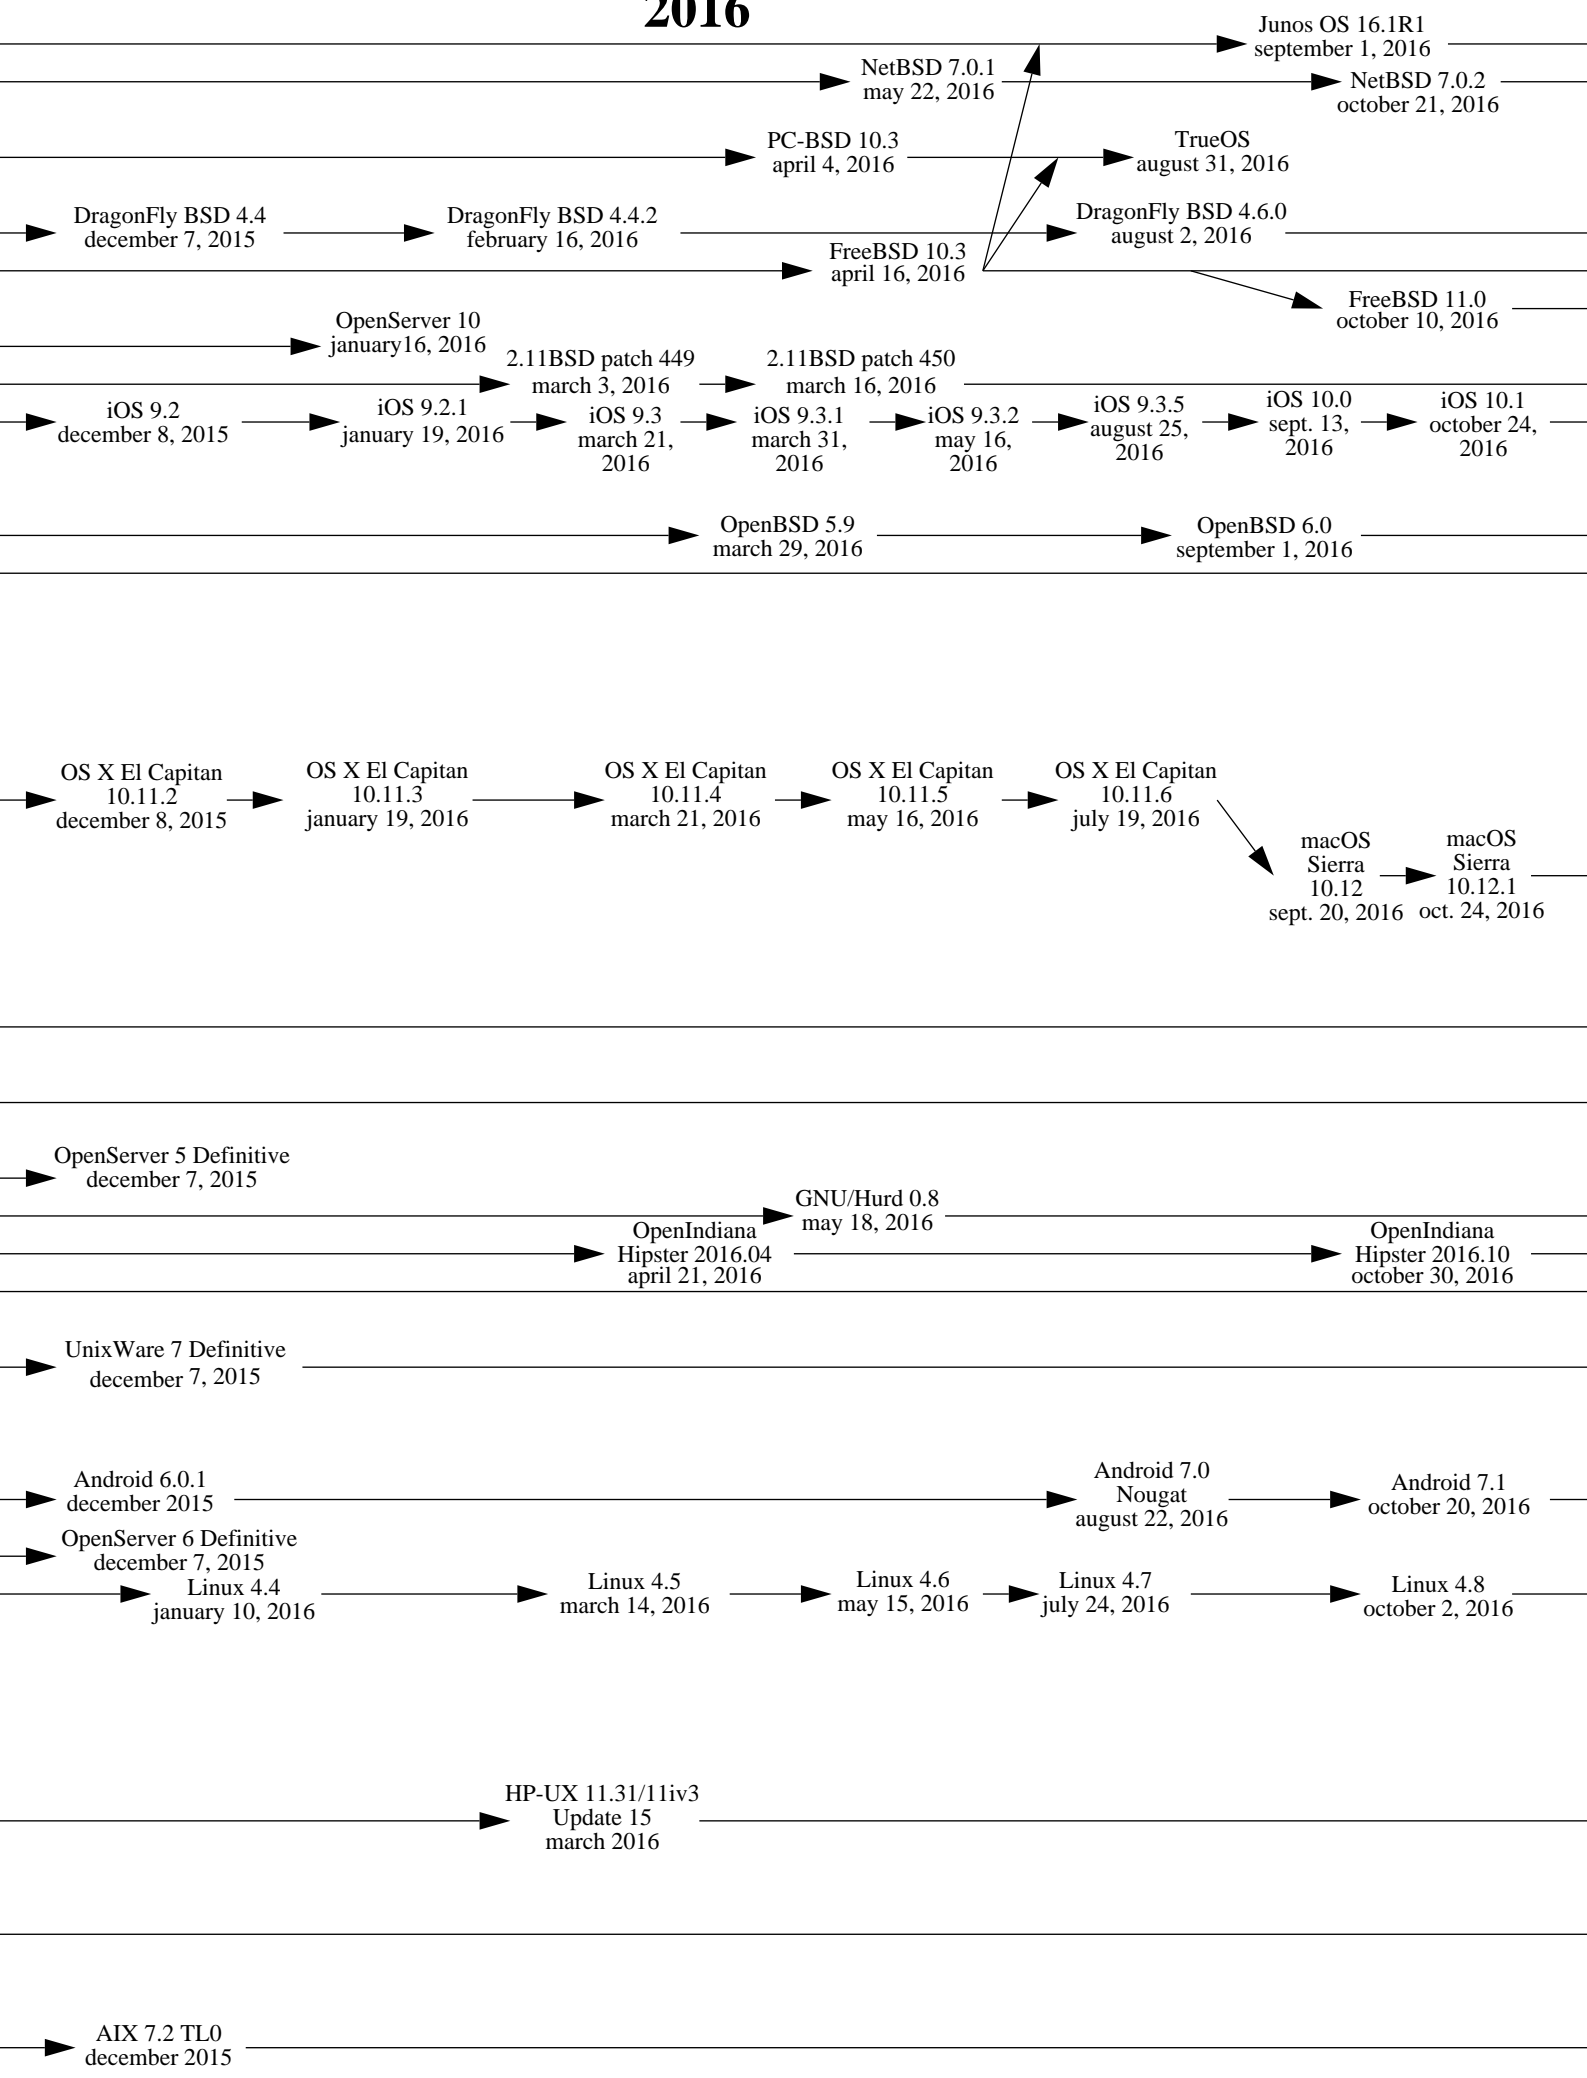 2016
Junos OS 16.1R1
september 1, 2016
NetBSD 7.0.1
may 22, 2016
NetBSD 7.0.2
october 21, 2016
PC-BSD 10.3
april 4, 2016
TrueOS
august 31, 2016
DragonFly BSD 4.4
december 7, 2015
DragonFly BSD 4.4.2
february 16, 2016
DragonFly BSD 4.6.0
august 2, 2016
FreeBSD 10.3
april 16, 2016
FreeBSD 11.0
october 10, 2016
OpenServer 10
january16, 2016
2.11BSD patch 449
march 3, 2016
2.11BSD patch 450
march 16, 2016
iOS 9.2
december 8, 2015
iOS 9.2.1
january 19, 2016
iOS 9.3
march 21,
2016
iOS 9.3.1
march 31,
2016
iOS 9.3.2
may 16,
2016
iOS 9.3.5
august 25,
2016
iOS 10.0
sept. 13,
2016
iOS 10.1
october 24,
2016
OpenBSD 5.9
march 29, 2016
OpenBSD 6.0
september 1, 2016
OS X El Capitan
10.11.2
december 8, 2015
OS X El Capitan
10.11.3
january 19, 2016
OS X El Capitan
10.11.4
march 21, 2016
OS X El Capitan
10.11.5
may 16, 2016
OS X El Capitan
10.11.6
july 19, 2016
macOS
Sierra
10.12
sept. 20, 2016
macOS
Sierra
10.12.1
oct. 24, 2016
OpenServer 5 Definitive
december 7, 2015
GNU/Hurd 0.8
may 18, 2016
OpenIndiana
Hipster 2016.04
april 21, 2016
OpenIndiana
Hipster 2016.10
october 30, 2016
UnixWare 7 Definitive
december 7, 2015
Android 6.0.1
december 2015
Android 7.0
Nougat
august 22, 2016
Android 7.1
october 20, 2016
OpenServer 6 Definitive
december 7, 2015
Linux 4.4
january 10, 2016
Linux 4.5
march 14, 2016
Linux 4.6
may 15, 2016
Linux 4.7
july 24, 2016
Linux 4.8
october 2, 2016
HP-UX 11.31/11iv3
Update 15
march 2016
AIX 7.2 TL0
december 2015